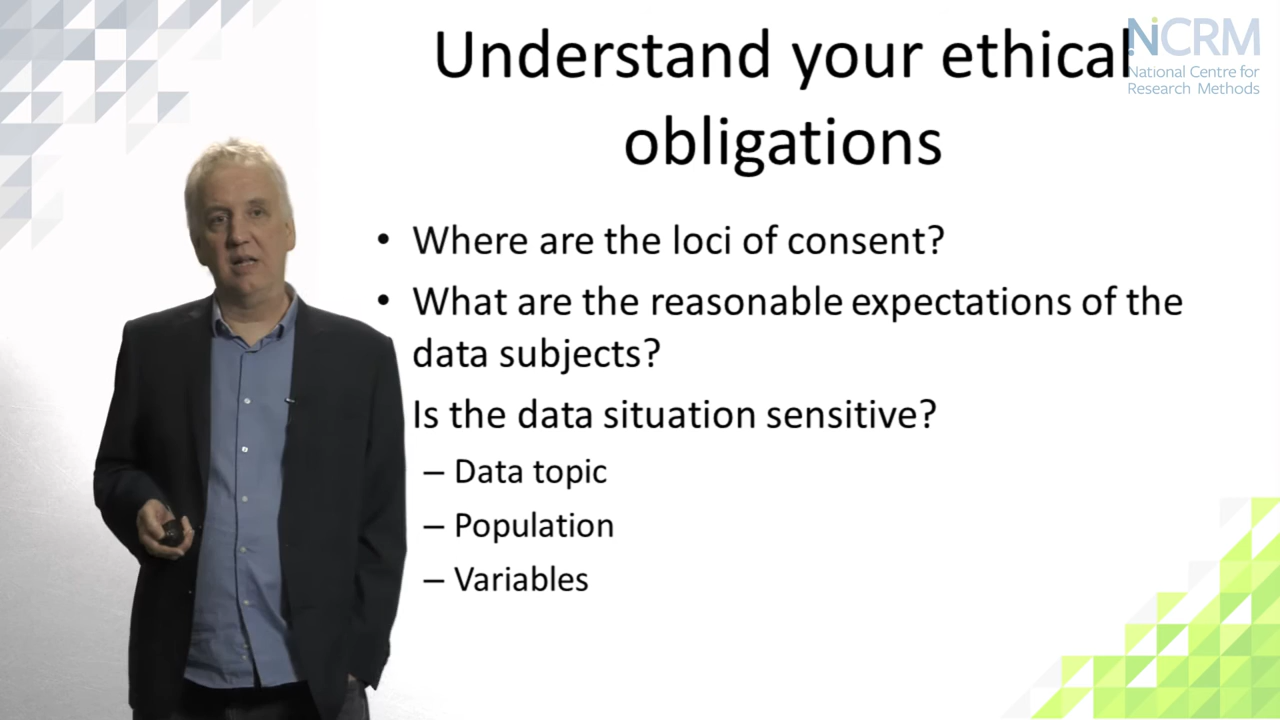 Understand your ethical
obligations
NCRM
National Centre for
Research Methods
• Where are the loci of consent?
• What are the reasonable expectations of the
data subjects?
Is the data situation sensitive?
– Data topic
– Population
– Variables